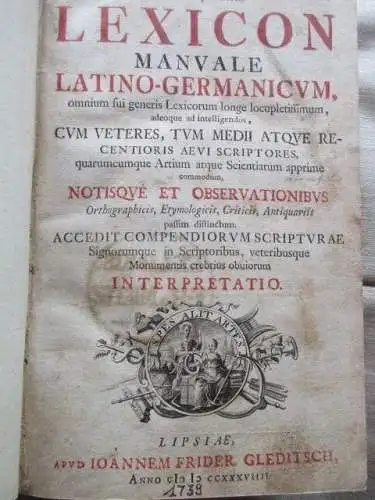 LEXICON
MANVALE
LATINO-GERMANICVM,
omnium sui generis Lexicorum longe locupletissimum,
adeoque ad intelligendos,
CVM VETERES, TVM MEDII ATQVE RE-
CENTIORIS AEVI SCRIPTORES,
quarumcumque Artium atque Scientiarum apprime
commodum,
NOTISQVE ET OBSERVATIONIBVS
Orthographicis, Etymologicis, Criticis, Antiquariis
passim distinctum.
ACCEDIT COMPENDIORVM SCRIPTVRAE
Signorumque in Scriptoribus, veteribusque
Monumentis crebrius obviorum
INTERPRETATIO.
SPES ALIT ARTES
LIPSIAE,
APVD IOANNEM FRIDER. GLEDITSCH,
ANNO cIↄ Iↄ CCXXXVIIII.
1739